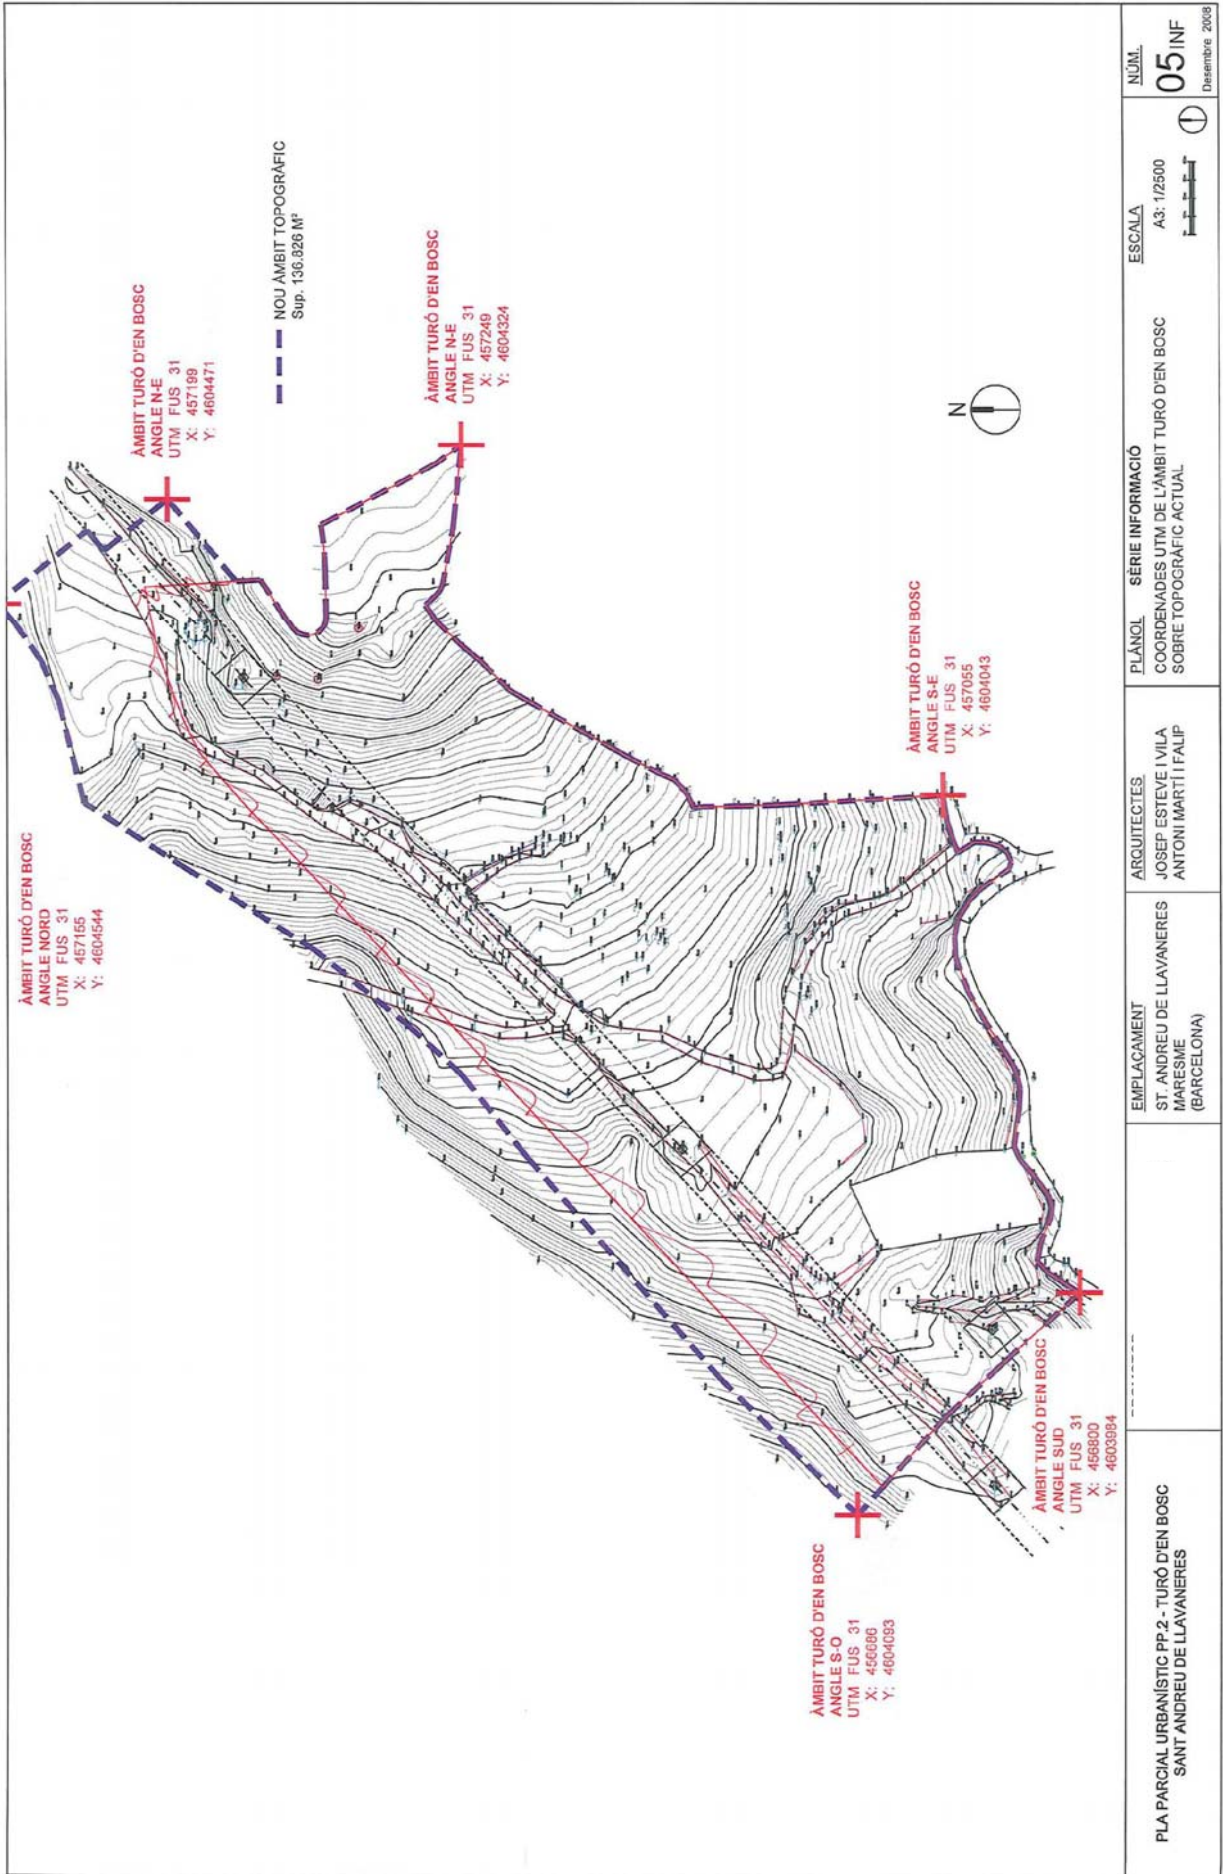 ÀMBIT TURÓ D'EN BOSC
ANGLE NORD
UTM FUS 31
X: 457155
Y: 4604544
ÀMBIT TURÓ D'EN BOSC
ANGLE N-E
UTM FUS 31
X: 457199
Y: 4604471
NOU ÀMBIT TOPOGRÀFIC
Sup. 136.826 M²
ÀMBIT TURÓ D'EN BOSC
ANGLE N-E
UTM FUS 31
X: 457249
Y: 4604324
N
ÀMBIT TURÓ D'EN BOSC
ANGLE S-E
UTM FUS 31
X: 457055
Y: 4604043
ÀMBIT TURÓ D'EN BOSC
ANGLE S-O
UTM FUS 31
X: 456686
Y: 4604093
ÀMBIT TURÓ D'EN BOSC
ANGLE SUD
UTM FUS 31
X: 456800
Y: 4603984
PLA PARCIAL URBANÍSTIC PP.2 - TURÓ D'EN BOSC
SANT ANDREU DE LLAVANERES
EMPLAÇAMENT
ST. ANDREU DE LLAVANERES
MARESME
(BARCELONA)
ARQUITECTES
JOSEP ESTEVE I VILA
ANTONI MARTÍ I FALIP
PLÀNOL SÈRIE INFORMACIÓ
COORDENADES UTM DE L'ÀMBIT TURÓ D'EN BOSC
SOBRE TOPOGRÀFIC ACTUAL
ESCALA
A3: 1/2500
NÚM.
05 INF
Desembre 2008